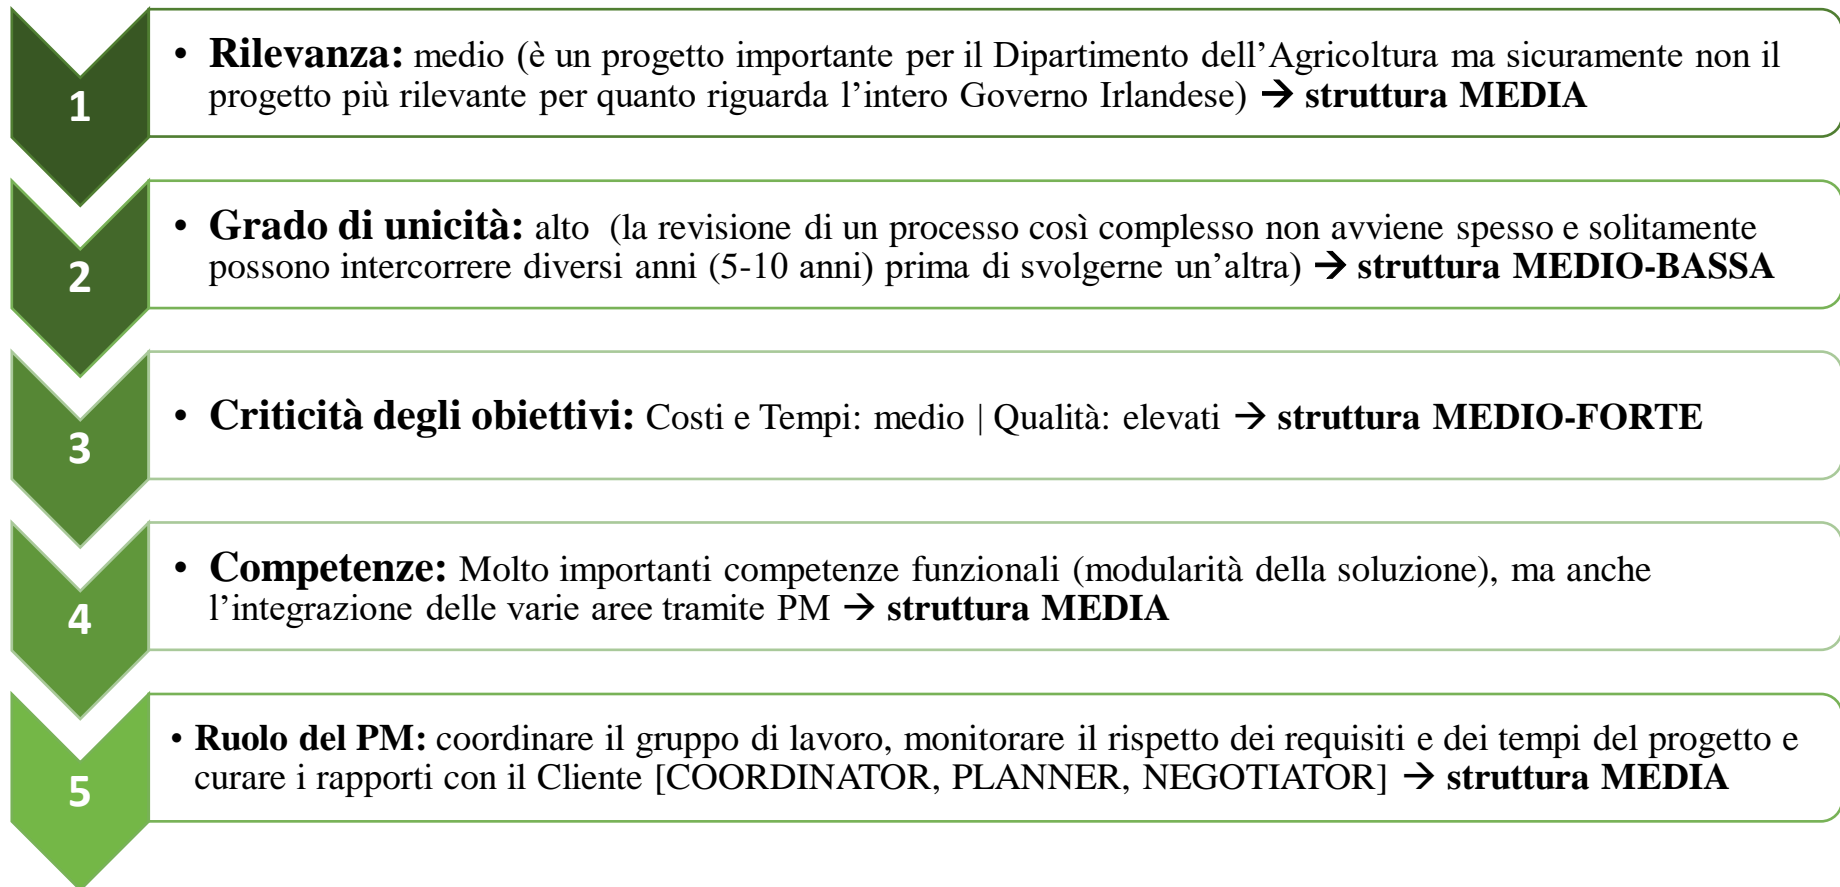 1
• Rilevanza: medio (è un progetto importante per il Dipartimento dell’Agricoltura ma sicuramente non il
progetto più rilevante per quanto riguarda l’intero Governo Irlandese) → struttura MEDIA
2
• Grado di unicità: alto (la revisione di un processo così complesso non avviene spesso e solitamente
possono intercorrere diversi anni (5-10 anni) prima di svolgerne un’altra) → struttura MEDIO-BASSA
3
• Criticità degli obiettivi: Costi e Tempi: medio | Qualità: elevati → struttura MEDIO-FORTE
4
• Competenze: Molto importanti competenze funzionali (modularità della soluzione), ma anche
l’integrazione delle varie aree tramite PM → struttura MEDIA
5
• Ruolo del PM: coordinare il gruppo di lavoro, monitorare il rispetto dei requisiti e dei tempi del progetto e
curare i rapporti con il Cliente [COORDINATOR, PLANNER, NEGOTIATOR] → struttura MEDIA